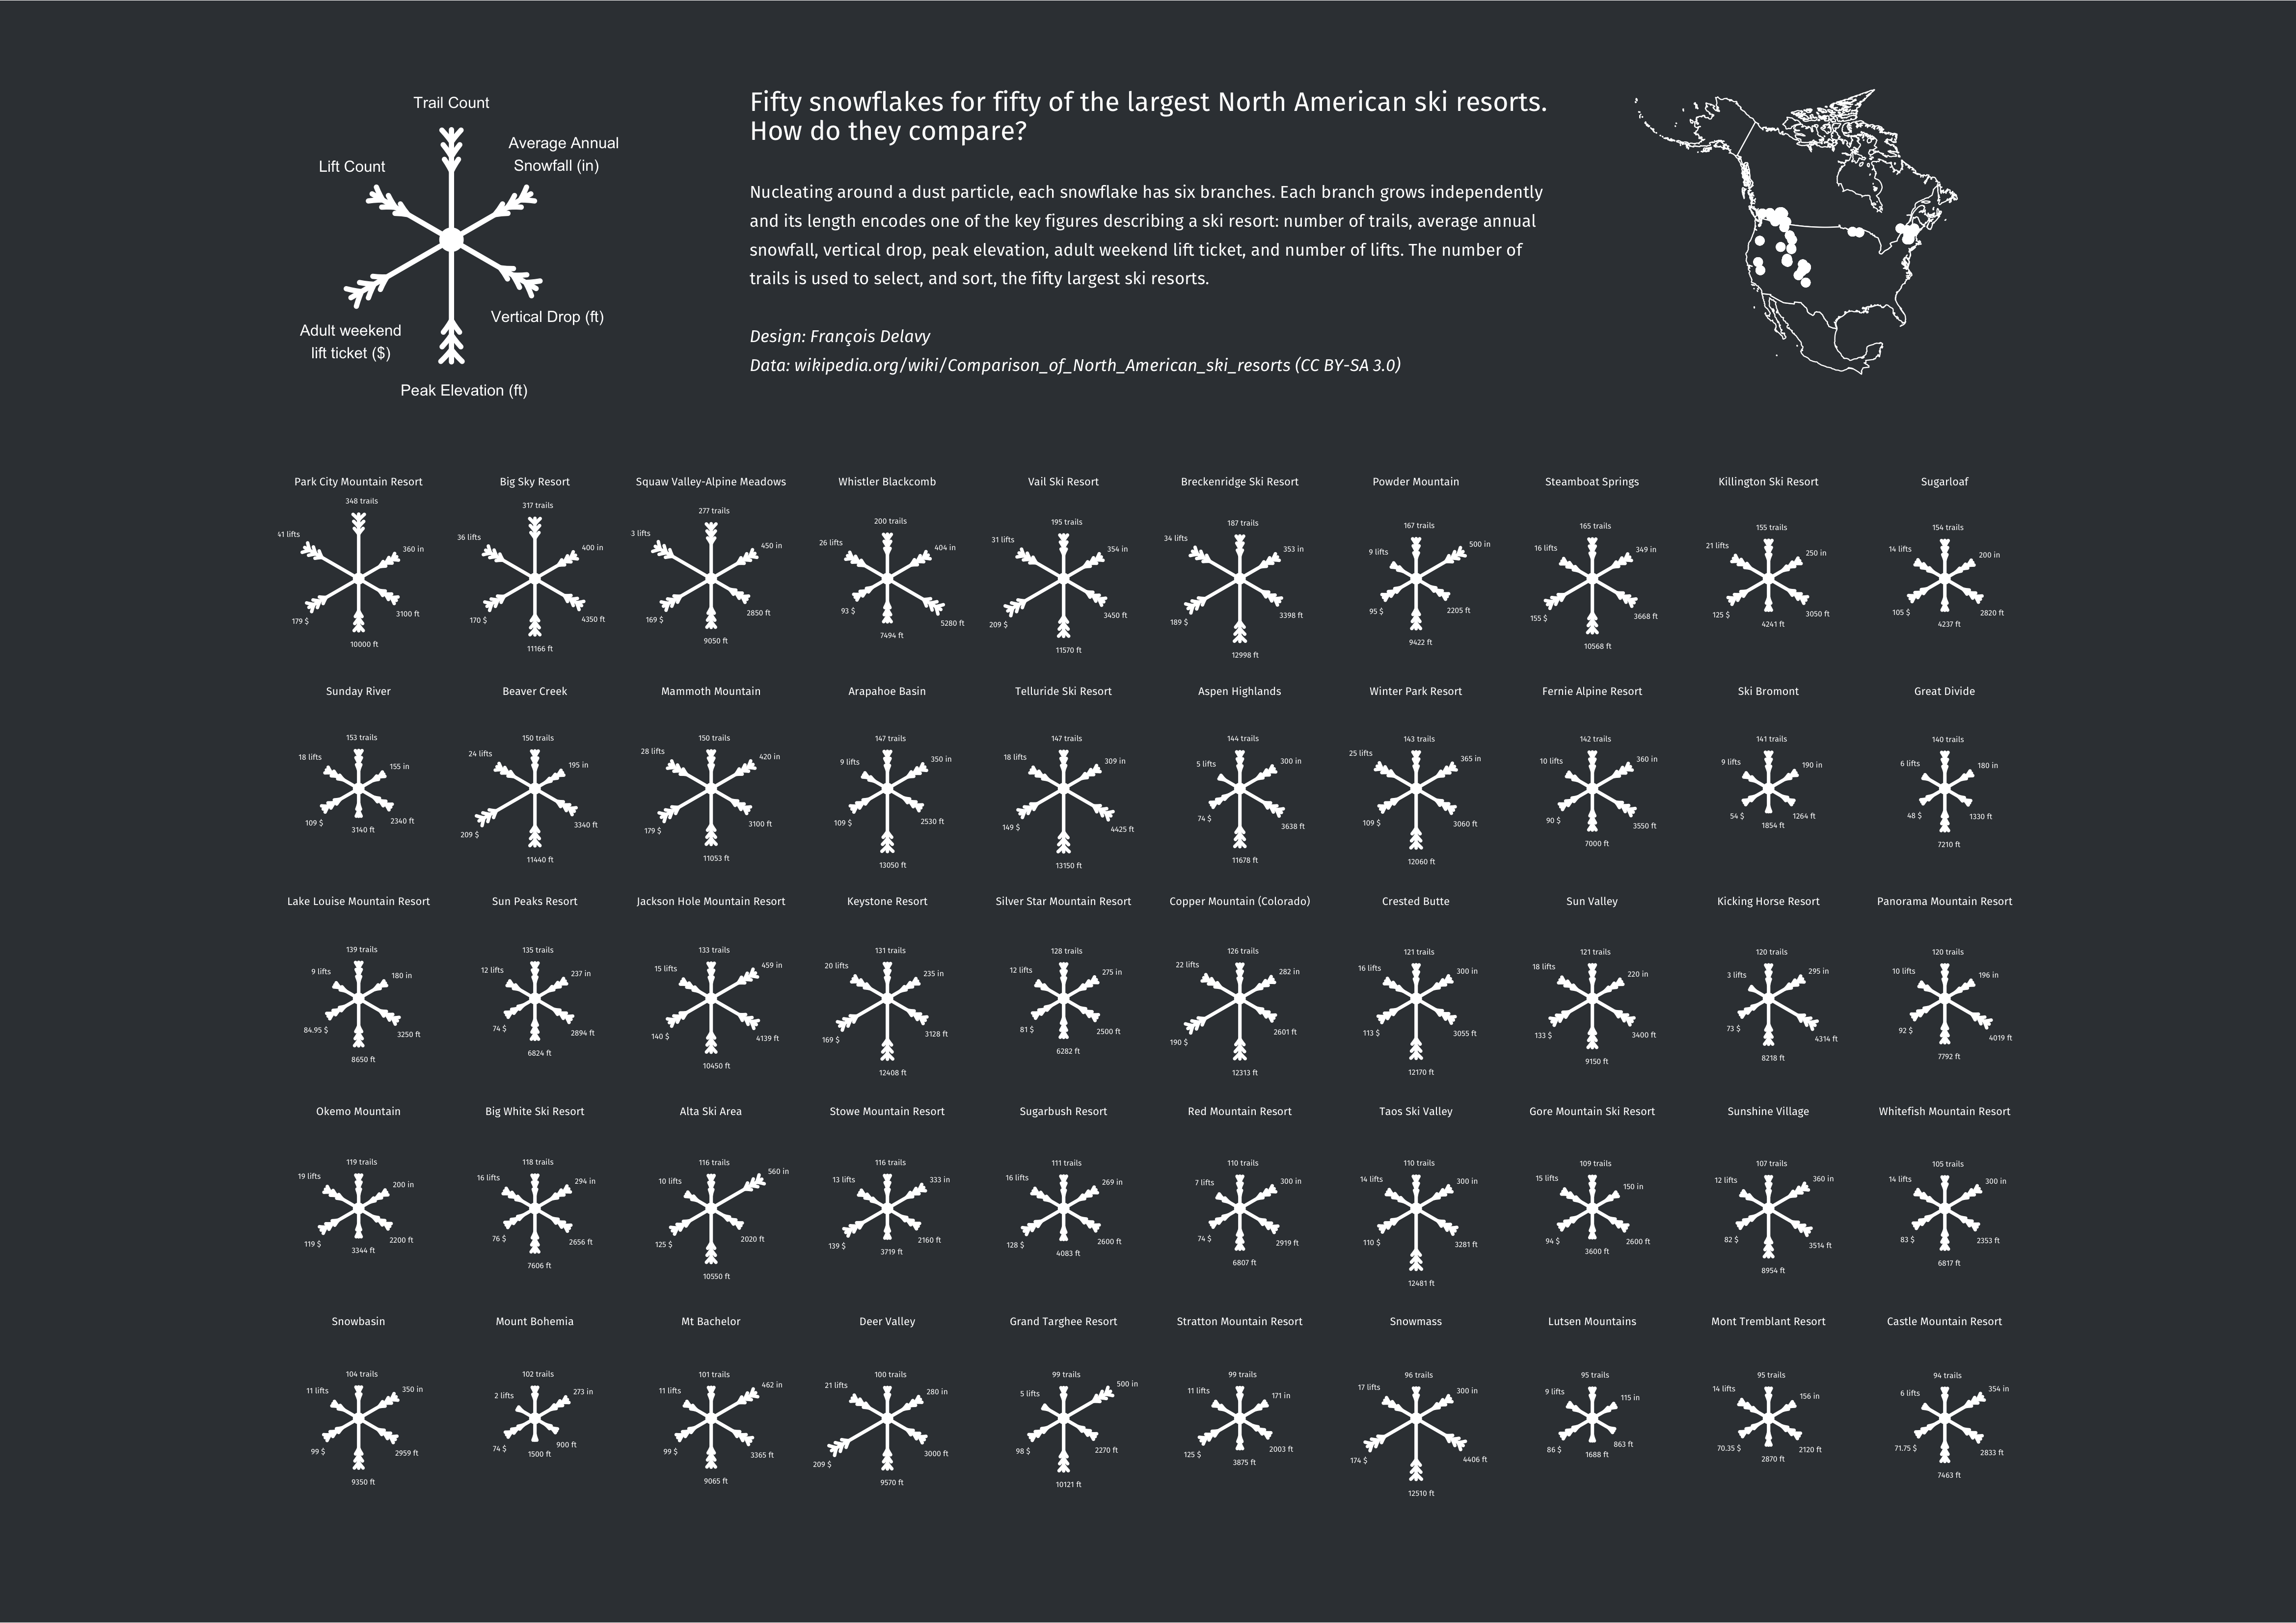 Trail Count
Average Annual
Snowfall (in)
Lift Count
Vertical Drop (ft)
Adult weekend
lift ticket ($)
Peak Elevation (ft)
Fifty snowflakes for fifty of the largest North American ski resorts.
How do they compare?
Nucleating around a dust particle, each snowflake has six branches. Each branch grows independently
and its length encodes one of the key figures describing a ski resort: number of trails, average annual
snowfall, vertical drop, peak elevation, adult weekend lift ticket, and number of lifts. The number of
trails is used to select, and sort, the fifty largest ski resorts.
Design: François Delavy
Data: wikipedia.org/wiki/Comparison_of_North_American_ski_resorts (CC BY-SA 3.0)
Park City Mountain Resort
348 trails
41 lifts
360 in
179 $
3100 ft
10000 ft
Big Sky Resort
317 trails
36 lifts
400 in
170 $
4350 ft
11166 ft
Squaw Valley-Alpine Meadows
277 trails
3 lifts
450 in
169 $
2850 ft
9050 ft
Whistler Blackcomb
200 trails
26 lifts
404 in
93 $
5280 ft
7494 ft
Vail Ski Resort
195 trails
31 lifts
354 in
209 $
3450 ft
11570 ft
Breckenridge Ski Resort
187 trails
34 lifts
353 in
189 $
3398 ft
12998 ft
Powder Mountain
167 trails
9 lifts
500 in
95 $
2205 ft
9422 ft
Steamboat Springs
165 trails
16 lifts
349 in
155 $
3668 ft
10568 ft
Killington Ski Resort
155 trails
21 lifts
250 in
125 $
3050 ft
4241 ft
Sugarloaf
154 trails
14 lifts
200 in
105 $
2820 ft
4237 ft
Sunday River
153 trails
18 lifts
155 in
109 $
2340 ft
3140 ft
Beaver Creek
150 trails
24 lifts
195 in
209 $
3340 ft
11440 ft
Mammoth Mountain
150 trails
28 lifts
420 in
179 $
3100 ft
11053 ft
Arapahoe Basin
147 trails
9 lifts
350 in
109 $
2530 ft
13050 ft
Telluride Ski Resort
147 trails
18 lifts
309 in
149 $
4425 ft
13150 ft
Aspen Highlands
144 trails
5 lifts
300 in
74 $
3638 ft
11678 ft
Winter Park Resort
143 trails
25 lifts
365 in
109 $
3060 ft
12060 ft
Fernie Alpine Resort
142 trails
10 lifts
360 in
90 $
3550 ft
7000 ft
Ski Bromont
141 trails
9 lifts
190 in
54 $
1264 ft
1854 ft
Great Divide
140 trails
6 lifts
180 in
48 $
1330 ft
7210 ft
Lake Louise Mountain Resort
139 trails
9 lifts
180 in
84.95 $
3250 ft
8650 ft
Sun Peaks Resort
135 trails
12 lifts
237 in
74 $
2894 ft
6824 ft
Jackson Hole Mountain Resort
133 trails
15 lifts
459 in
140 $
4139 ft
10450 ft
Keystone Resort
131 trails
20 lifts
235 in
169 $
3128 ft
12408 ft
Silver Star Mountain Resort
128 trails
12 lifts
275 in
81 $
2500 ft
6282 ft
Copper Mountain (Colorado)
126 trails
22 lifts
282 in
190 $
2601 ft
12313 ft
Crested Butte
121 trails
16 lifts
300 in
113 $
3055 ft
12170 ft
Sun Valley
121 trails
18 lifts
220 in
133 $
3400 ft
9150 ft
Kicking Horse Resort
120 trails
3 lifts
295 in
73 $
4314 ft
8218 ft
Panorama Mountain Resort
120 trails
10 lifts
196 in
92 $
4019 ft
7792 ft
Okemo Mountain
119 trails
19 lifts
200 in
119 $
2200 ft
3344 ft
Big White Ski Resort
118 trails
16 lifts
294 in
76 $
2656 ft
7606 ft
Alta Ski Area
116 trails
10 lifts
560 in
125 $
2020 ft
10550 ft
Stowe Mountain Resort
116 trails
13 lifts
333 in
139 $
2160 ft
3719 ft
Sugarbush Resort
111 trails
16 lifts
269 in
128 $
2600 ft
4083 ft
Red Mountain Resort
110 trails
7 lifts
300 in
74 $
2919 ft
6807 ft
Taos Ski Valley
110 trails
14 lifts
300 in
110 $
3281 ft
12481 ft
Gore Mountain Ski Resort
109 trails
15 lifts
150 in
94 $
2600 ft
3600 ft
Sunshine Village
107 trails
12 lifts
360 in
82 $
3514 ft
8954 ft
Whitefish Mountain Resort
105 trails
14 lifts
300 in
83 $
2353 ft
6817 ft
Snowbasin
104 trails
11 lifts
350 in
99 $
2959 ft
9350 ft
Mount Bohemia
102 trails
2 lifts
273 in
74 $
900 ft
1500 ft
Mt Bachelor
101 trails
11 lifts
462 in
99 $
3365 ft
9065 ft
Deer Valley
100 trails
21 lifts
280 in
209 $
3000 ft
9570 ft
Grand Targhee Resort
99 trails
5 lifts
500 in
98 $
2270 ft
10121 ft
Stratton Mountain Resort
99 trails
11 lifts
171 in
125 $
2003 ft
3875 ft
Snowmass
96 trails
17 lifts
300 in
174 $
4406 ft
12510 ft
Lutsen Mountains
95 trails
9 lifts
115 in
86 $
863 ft
1688 ft
Mont Tremblant Resort
95 trails
14 lifts
156 in
70.35 $
2120 ft
2870 ft
Castle Mountain Resort
94 trails
6 lifts
354 in
71.75 $
2833 ft
7463 ft